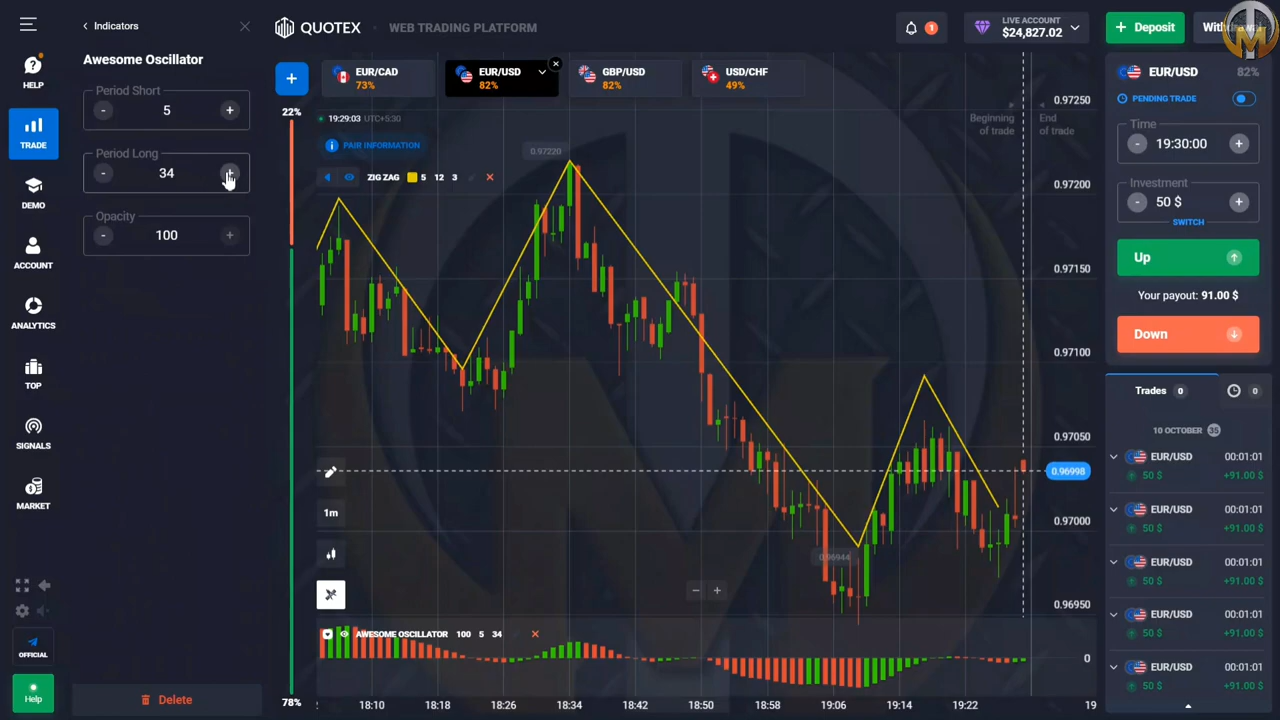 Indicators
QUOTEX
WEB TRADING PLATFORM
1
LIVE ACCOUNT
$24,827.02
+ Deposit
HELP
TRADE
DEMO
ACCOUNT
ANALYTICS
TOP
SIGNALS
MARKET
OFFICIAL
Help
Awesome Oscillator
Period Short
- 5 +
Period Long
- 34 +
Opacity
- 100 +
Delete
+
EUR/CAD
73%
EUR/USD
82%
GBP/USD
82%
USD/CHF
49%
22%
78%
19:29:03 UTC+5:30
PAIR INFORMATION
ZIG ZAG 5 12 3
0.97220
0.96944
Beginning
of trade
End
of trade
0.97250
0.97200
0.97150
0.97100
0.97050
0.96998
0.97000
0.96950
0
1m
- +
AWESOME OSCILLATOR 100 5 34
18:10 18:18 18:26 18:34 18:42 18:50 18:58 19:06 19:14 19:22 19
EUR/USD 82%
PENDING TRADE
Time
- 19:30:00 +
Investment
- 50 $ +
SWITCH
Up
Your payout: 91.00 $
Down
Trades 0 0
10 OCTOBER 35
EUR/USD 00:01:01
50 $ +91.00 $
EUR/USD 00:01:01
50 $ +91.00 $
EUR/USD 00:01:01
50 $ +91.00 $
EUR/USD 00:01:01
50 $ +91.00 $
EUR/USD 00:01:01
50 $ +91.00 $